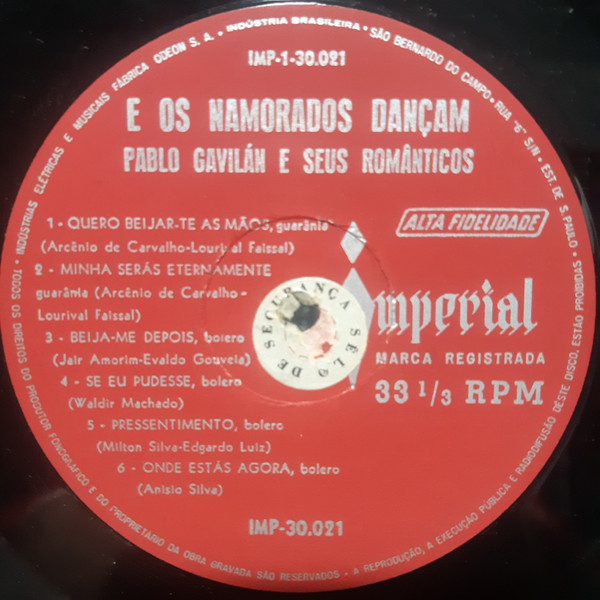 INDÚSTRIAS ELÉTRICAS E MUSICAIS FÁBRICA ODEON S. A. • INDÚSTRIA BRASILEIRA • SÃO BERNARDO DO CAMPO • RUA "6" S/N • EST. DE S. PAULO •
IMP-1-30.021
E OS NAMORADOS DANÇAM
PABLO GAVILÁN E SEUS ROMÂNTICOS
1 - QUERO BEIJAR-TE AS MÃOS, guarânia
(Arcênio de Carvalho-Lourival Faissal)
2 - MINHA SERÁS ETERNAMENTE
guarânia (Arcênio de Carvalho-
Lourival Faissal)
3 - BEIJA-ME DEPOIS, bolero
(Jair Amorim-Evaldo Gouveia)
4 - SE EU PUDESSE, bolero
(Waldir Machado)
5 - PRESSENTIMENTO, bolero
(Milton Silva-Edgardo Luiz)
6 - ONDE ESTÁS AGORA, bolero
(Anisio Silva)
ALTA FIDELIDADE
Imperial
MARCA REGISTRADA
33 1/3 RPM
SÊLO DE SEGURANÇA
IMP-30.021
• TODOS OS DIREITOS DO PRODUTOR FONOGRÁFICO E DO PROPRIETÁRIO DA OBRA GRAVADA SÃO RESERVADOS • A REPRODUÇÃO, A EXECUÇÃO PÚBLICA E RADIODIFUSÃO DESTE DISCO, ESTÃO PROIBIDAS •